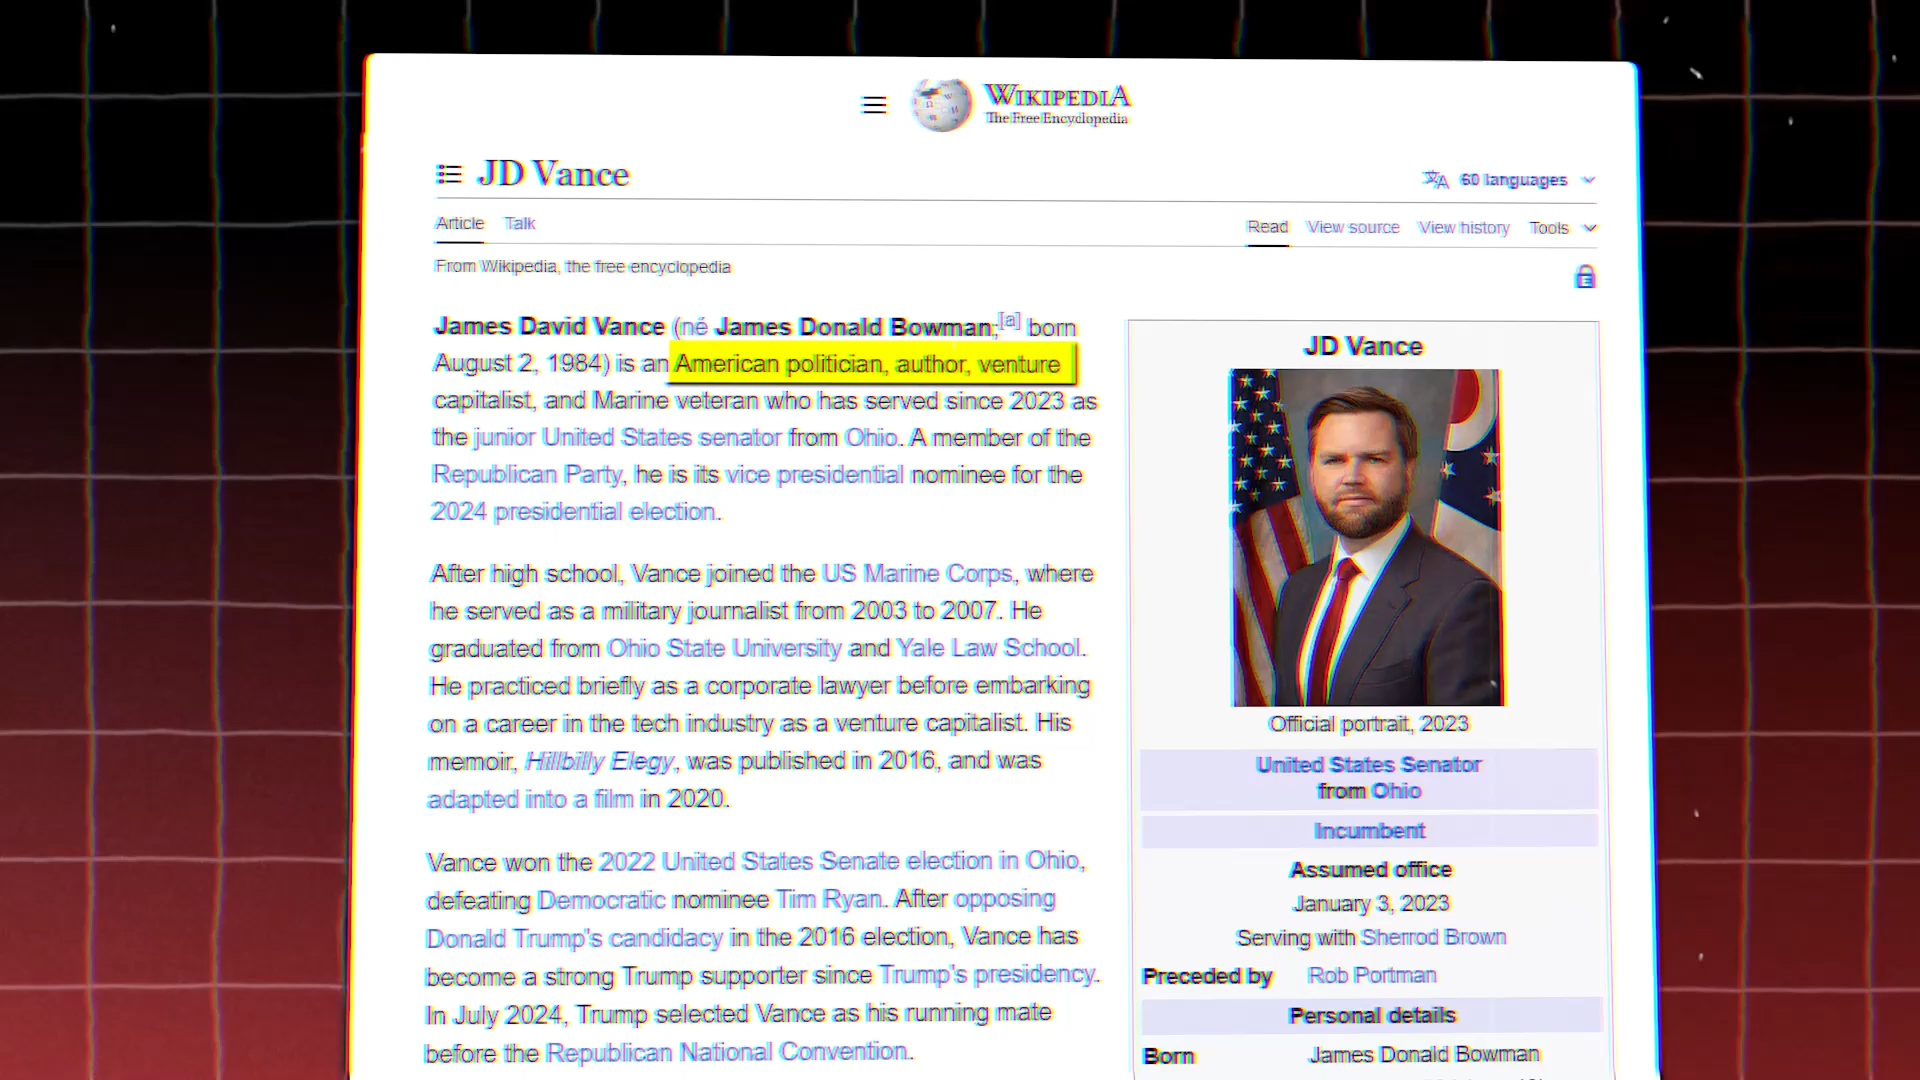 WIKIPEDIA
The Free Encyclopedia
JD Vance
60 languages
Article Talk
Read View source View history Tools
From Wikipedia, the free encyclopedia
James David Vance (né James Donald Bowman;[a] born
August 2, 1984) is an American politician, author, venture
capitalist, and Marine veteran who has served since 2023 as
the junior United States senator from Ohio. A member of the
Republican Party, he is its vice presidential nominee for the
2024 presidential election.
After high school, Vance joined the US Marine Corps, where
he served as a military journalist from 2003 to 2007. He
graduated from Ohio State University and Yale Law School.
He practiced briefly as a corporate lawyer before embarking
on a career in the tech industry as a venture capitalist. His
memoir, Hillbilly Elegy, was published in 2016, and was
adapted into a film in 2020.
Vance won the 2022 United States Senate election in Ohio,
defeating Democratic nominee Tim Ryan. After opposing
Donald Trump's candidacy in the 2016 election, Vance has
become a strong Trump supporter since Trump's presidency.
In July 2024, Trump selected Vance as his running mate
before the Republican National Convention.
JD Vance
Official portrait, 2023
United States Senator
from Ohio
Incumbent
Assumed office
January 3, 2023
Serving with Sherrod Brown
Preceded by Rob Portman
Personal details
Born James Donald Bowman